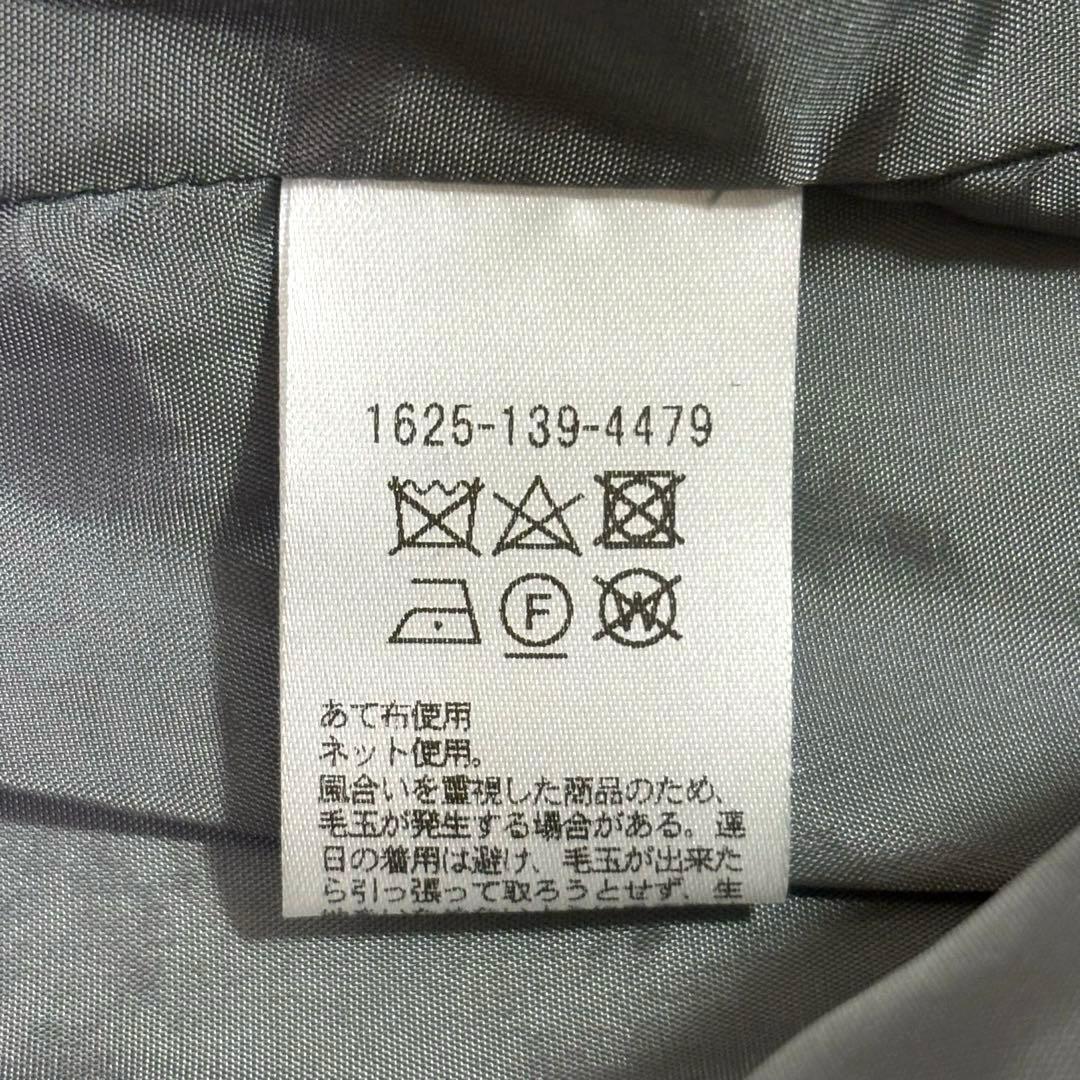 1625-139-4479
F
W
あて布使用
ネット使用。
風合いを重視した商品のため、
毛玉が発生する場合がある。連
日の着用は避け、毛玉が出来た
ら引っ張って取ろうとせず、生